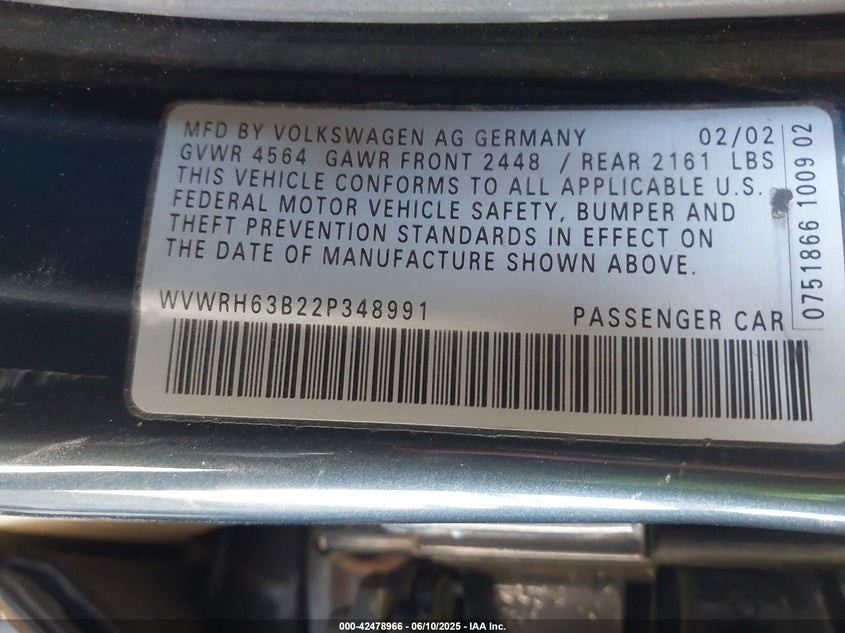 MFD BY VOLKSWAGEN AG GERMANY 02/02
GVWR 4564 GAWR FRONT 2448 / REAR 2161 LBS
THIS VEHICLE CONFORMS TO ALL APPLICABLE U.S.
FEDERAL MOTOR VEHICLE SAFETY, BUMPER AND
THEFT PREVENTION STANDARDS IN EFFECT ON
THE DATE OF MANUFACTURE SHOWN ABOVE.
WVWRH63B22P348991 PASSENGER CAR
0751866 1009 02
000-42478966 - 06/10/2025 - IAA Inc.